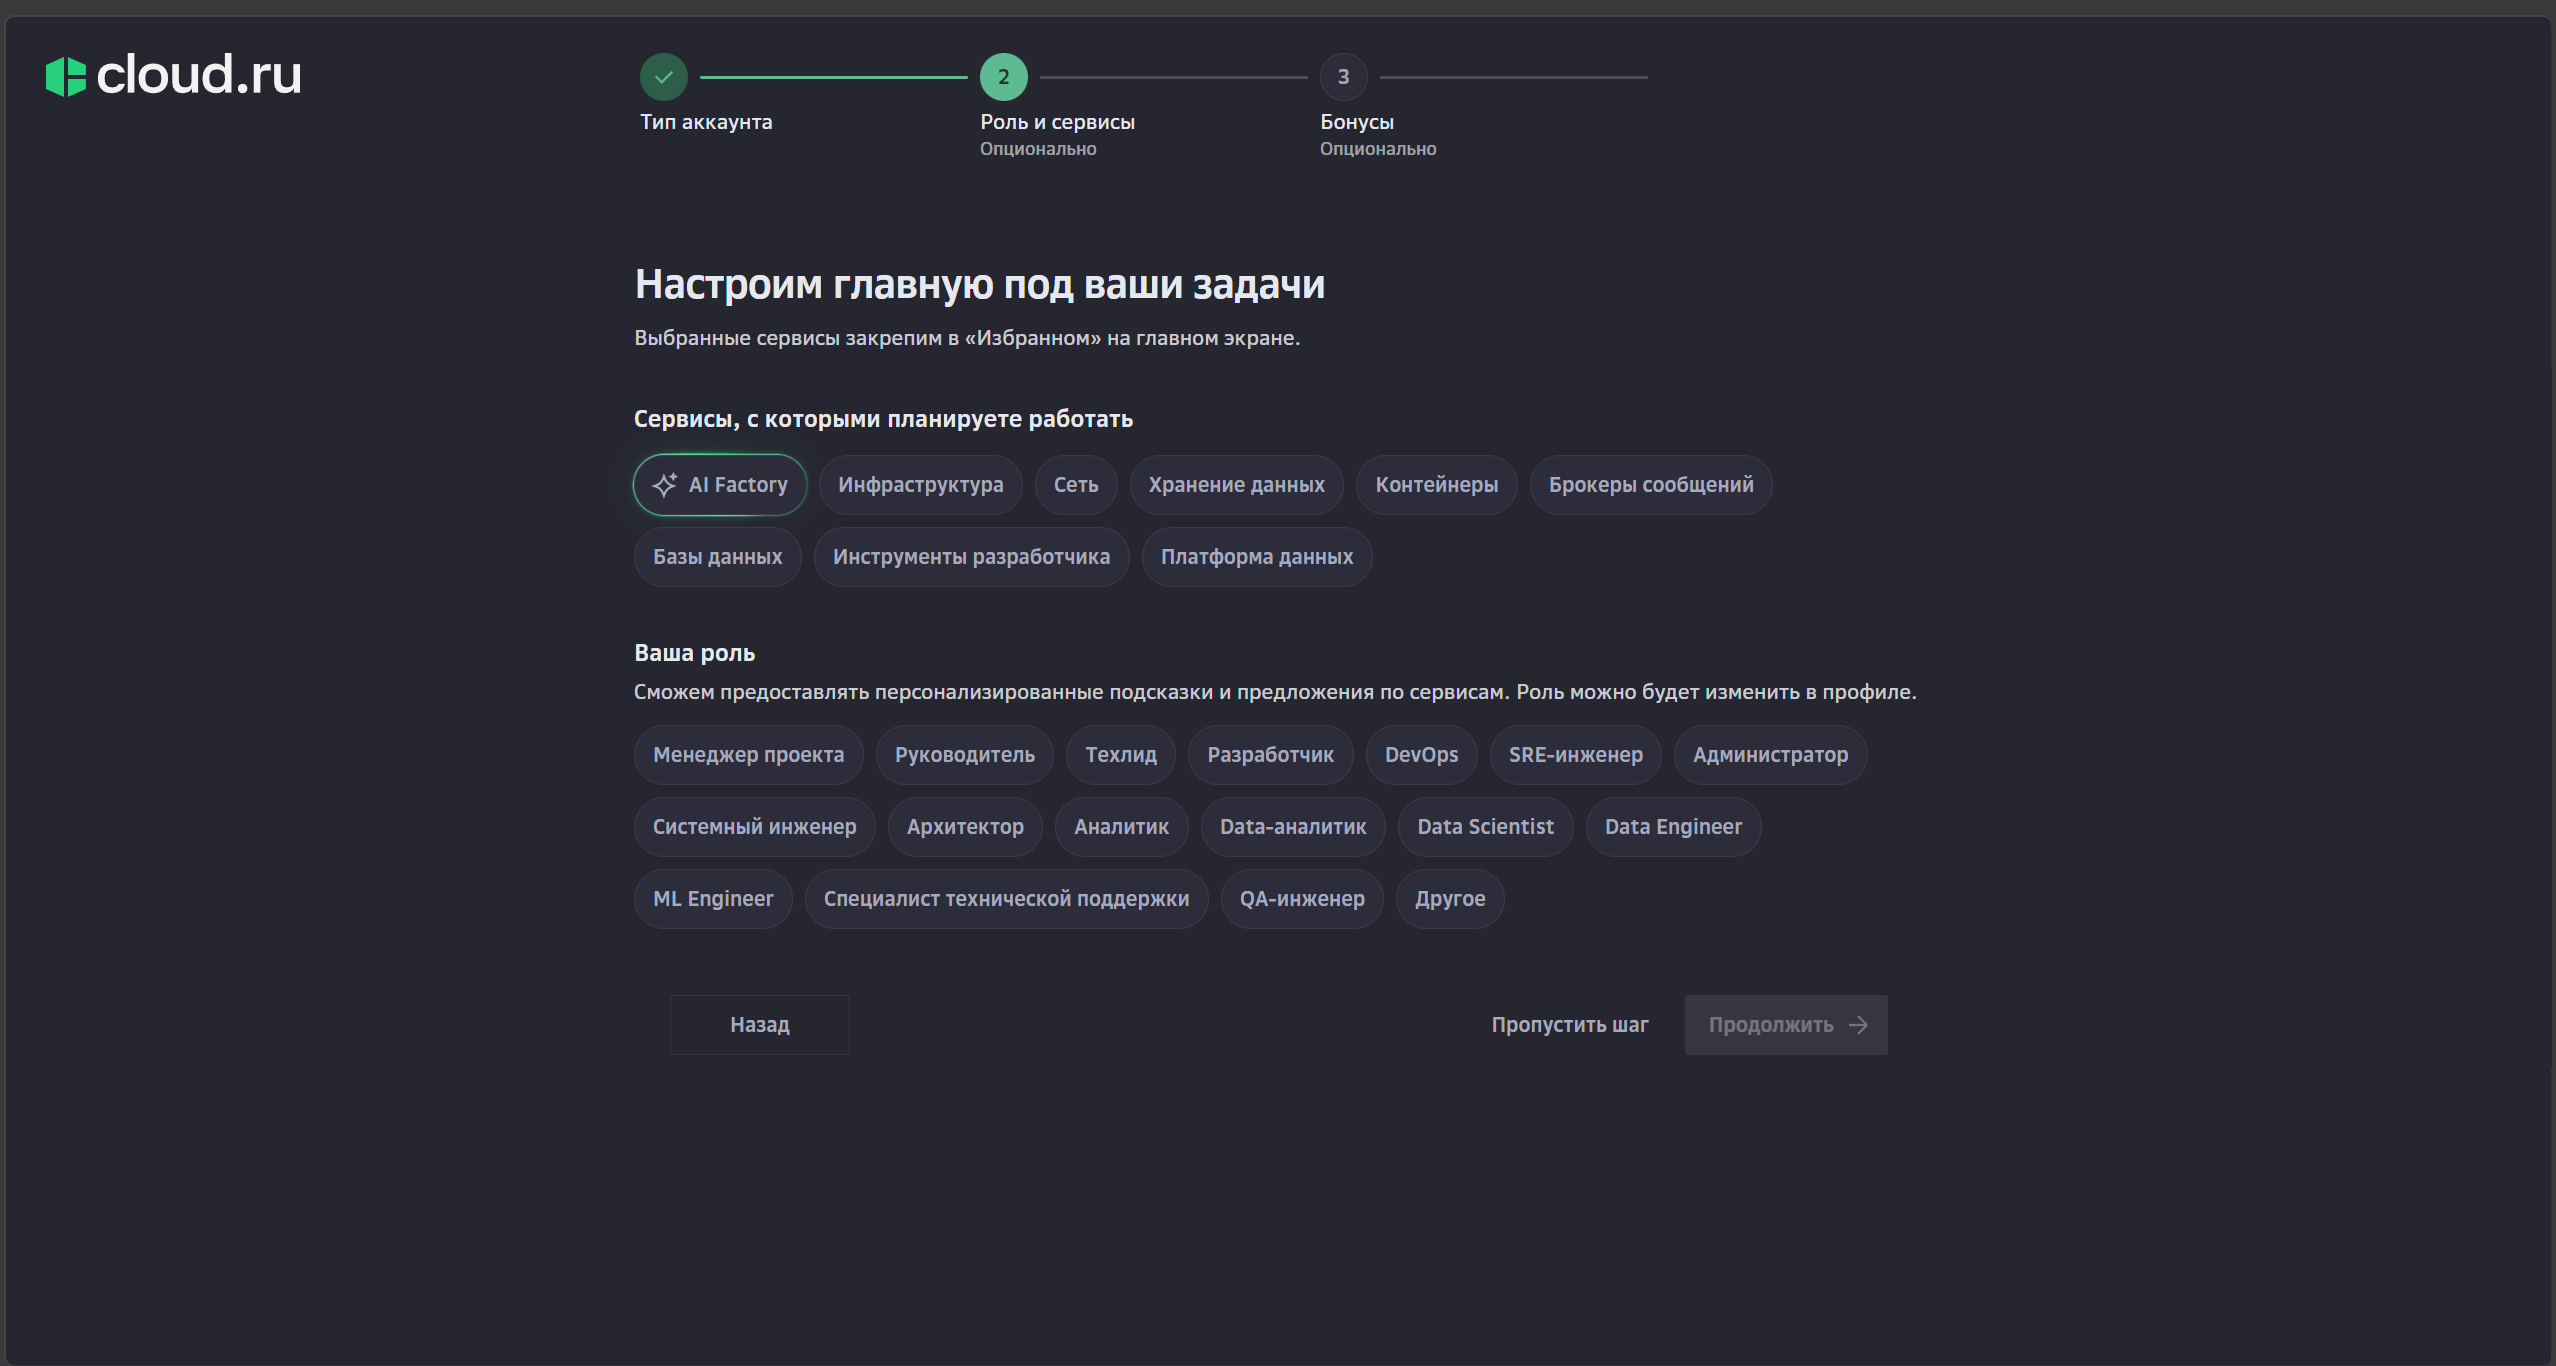 cloud.ru
2
3
Тип аккаунта
Роль и сервисы
Бонусы
Опционально
Опционально
Настроим главную под ваши задачи
Выбранные сервисы закрепим в «Избранном» на главном экране.
Сервисы, с которыми планируете работать
AI Factory
Инфраструктура
Сеть
Хранение данных
Контейнеры
Брокеры сообщений
Базы данных
Инструменты разработчика
Платформа данных
Ваша роль
Сможем предоставлять персонализированные подсказки и предложения по сервисам. Роль можно будет изменить в профиле.
Менеджер проекта
Руководитель
Техлид
Разработчик
DevOps
SRE-инженер
Администратор
Системный инженер
Архитектор
Аналитик
Data-аналитик
Data Scientist
Data Engineer
ML Engineer
Специалист технической поддержки
QA-инженер
Другое
Назад
Пропустить шаг
Продолжить